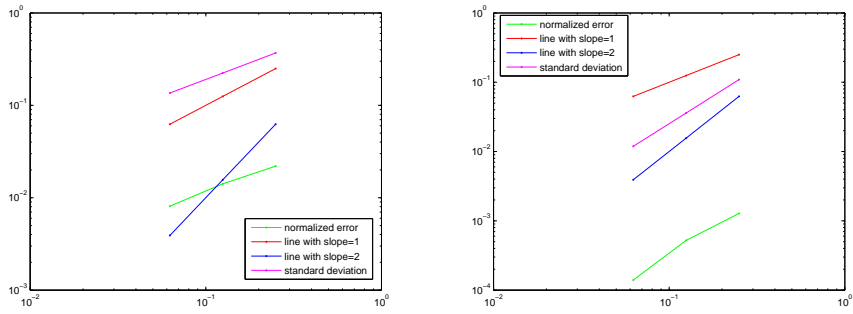 10^0
10^-1
10^-2
10^-3
10^-2
10^-1
10^0
normalized error
line with slope=1
line with slope=2
standard deviation
10^0
10^-1
10^-2
10^-3
10^-4
10^-2
10^-1
10^0
normalized error
line with slope=1
line with slope=2
standard deviation